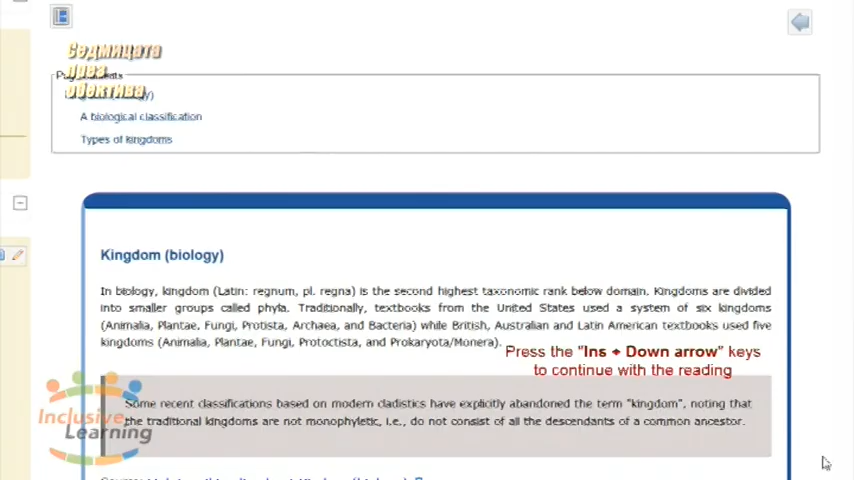 Седмицата
през
обектива
A biological classification
Types of kingdoms
Kingdom (biology)
In biology, kingdom (Latin: regnum, pl. regna) is the second highest taxonomic rank below domain. Kingdoms are divided
into smaller groups called phyla. Traditionally, textbooks from the United States used a system of six kingdoms
(Animalia, Plantae, Fungi, Protista, Archaea, and Bacteria) while British, Australian and Latin American textbooks used five
kingdoms (Animalia, Plantae, Fungi, Protoctista, and Prokaryota/Monera).
Press the "Ins + Down arrow" keys
to continue with the reading
Some recent classifications based on modern cladistics have explicitly abandoned the term "kingdom", noting that
the traditional kingdoms are not monophyletic, i.e., do not consist of all the descendants of a common ancestor.
Inclusive
Learning